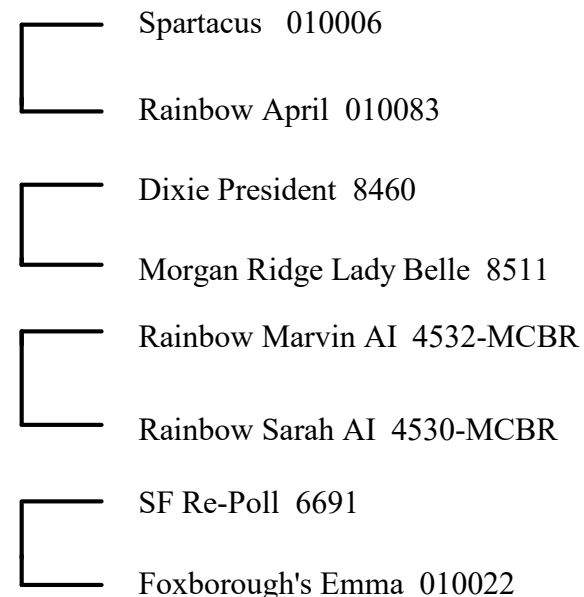 Spartacus 010006
Rainbow April 010083
Dixie President 8460
Morgan Ridge Lady Belle 8511
Rainbow Marvin AI 4532-MCBR
Rainbow Sarah AI 4530-MCBR
SF Re-Poll 6691
Foxborough's Emma 010022